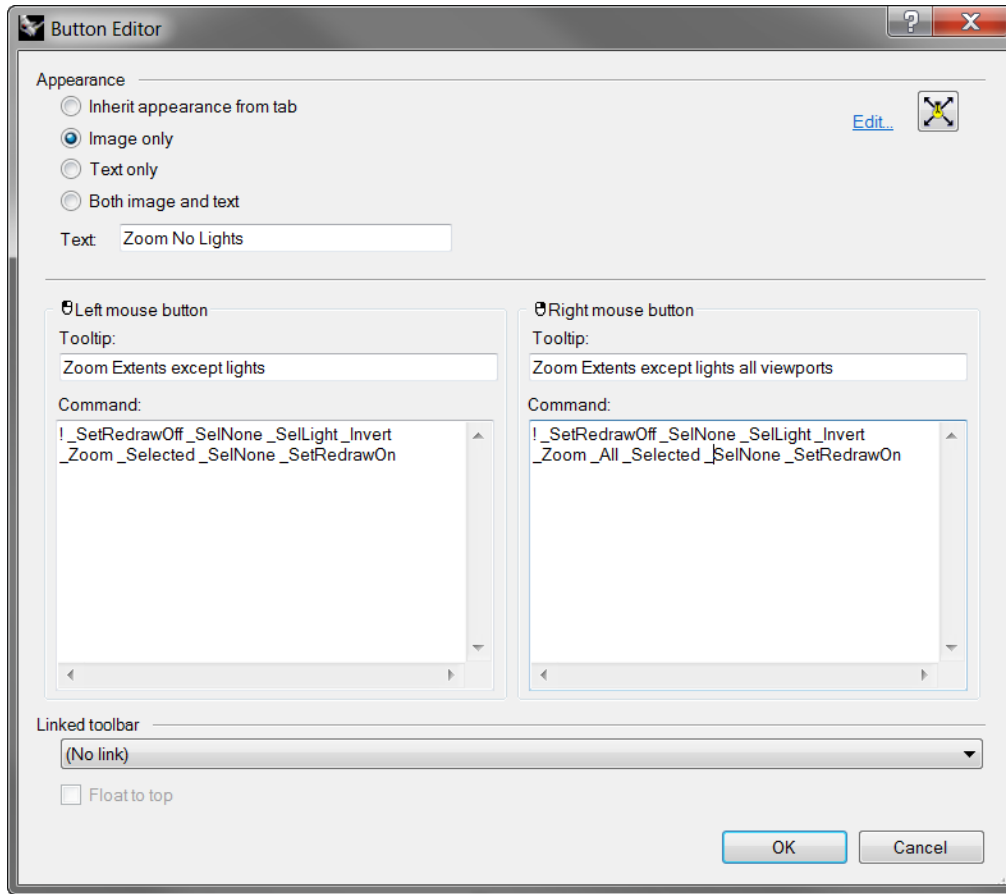 Button Editor
Appearance
Inherit appearance from tab
Image only
Edit...
Text only
Both image and text
Text: Zoom No Lights
Left mouse button
Tooltip:
Zoom Extents except lights
Command:
! _SetRedrawOff _SelNone _SelLight _Invert
_Zoom _Selected _SelNone _SetRedrawOn
Right mouse button
Tooltip:
Zoom Extents except lights all viewports
Command:
! _SetRedrawOff _SelNone _SelLight _Invert
_Zoom _All _Selected _SelNone _SetRedrawOn
Linked toolbar
(No link)
Float to top
OK
Cancel